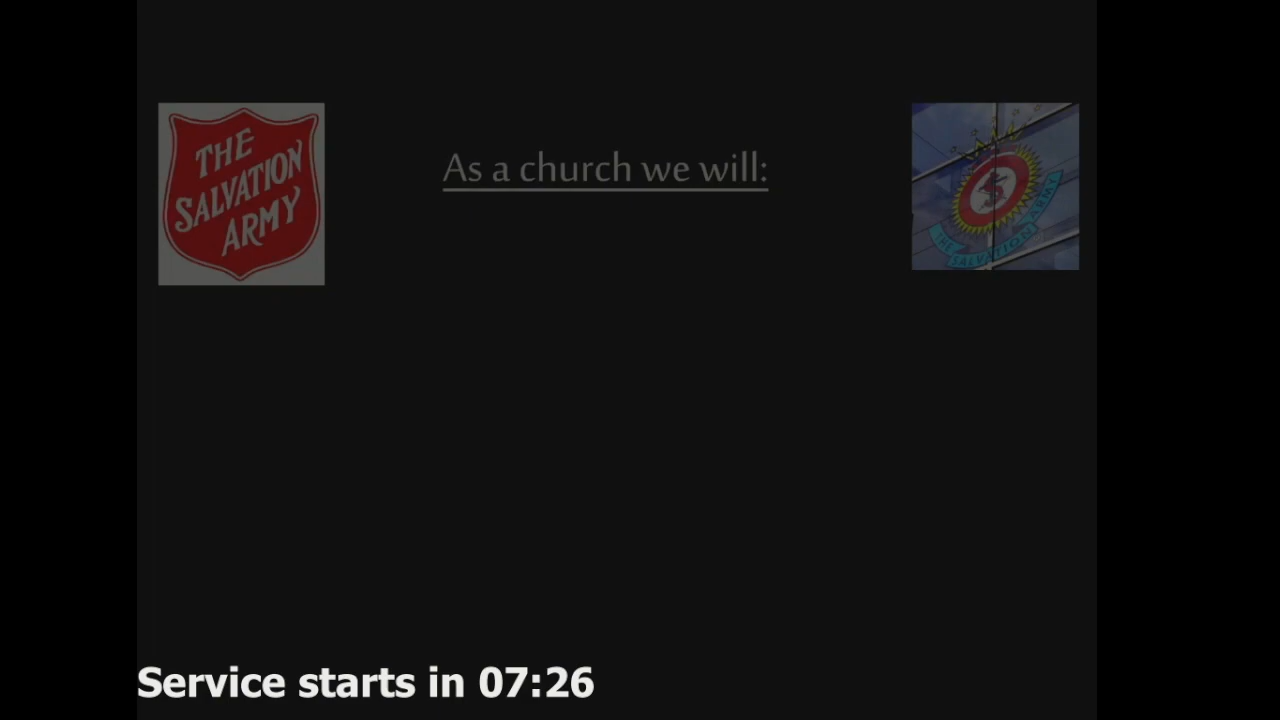 THE
SALVATION
ARMY
As a church we will:
THE
SALVATION
ARMY
Service starts in 07:26